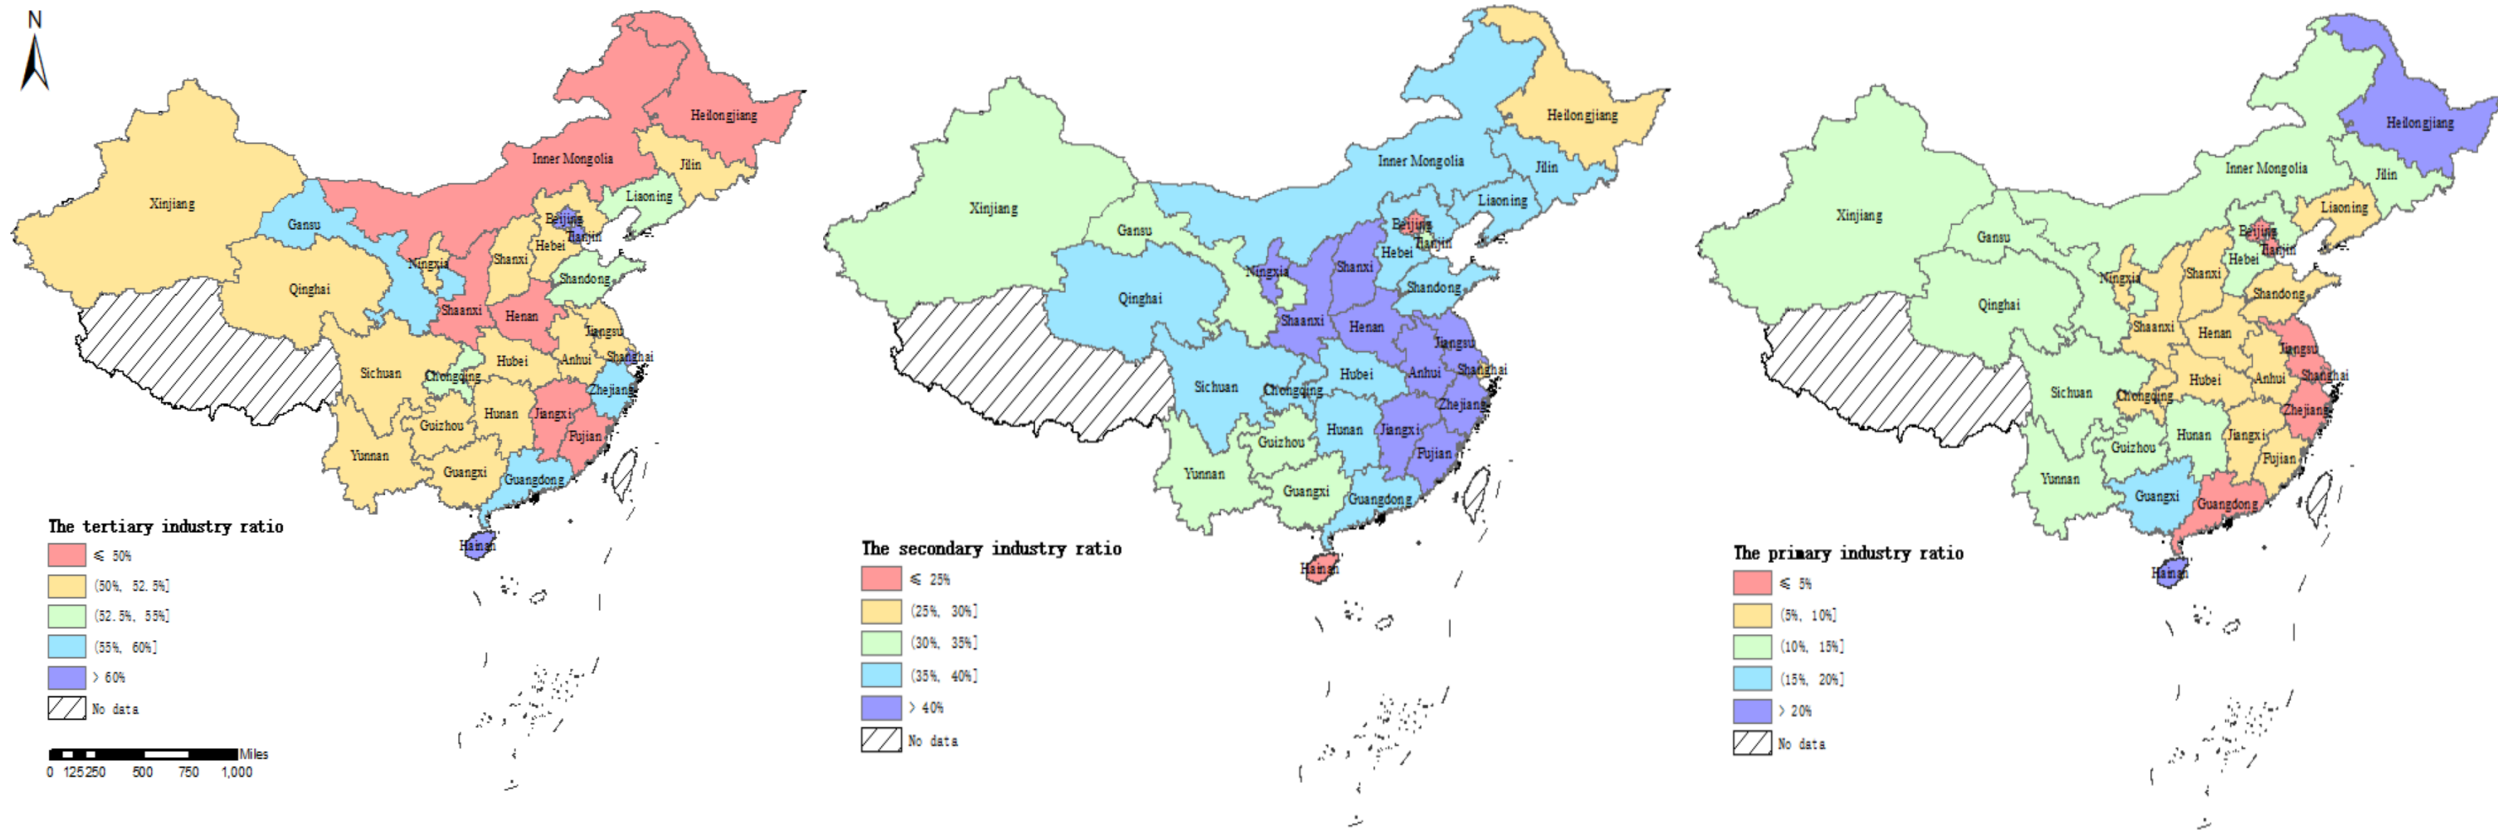 N
Heilongjiang
Inner Mongolia
Jilin
Xinjiang
Liaoning
Gansu
Beijing
Tianjin
Hebei
Ningxia
Shanxi
Shandong
Qinghai
Shaanxi
Henan
Jiangsu
Shanghai
Hubei
Anhui
Sichuan
Chongqing
Zhejiang
Hunan
Jiangxi
Guizhou
Fujian
Yunnan
Guangxi
Guangdong
Hainan
The tertiary industry ratio
≤ 50%
(50%, 52.5%]
(52.5%, 55%]
(55%, 60%]
> 60%
No data
Miles
0 125 250 500 750 1,000
Heilongjiang
Inner Mongolia
Jilin
Liaoning
Xinjiang
Beijing
Gansu
Tianjin
Hebei
Ningxia
Shanxi
Shandong
Qinghai
Shaanxi
Henan
Jiangsu
Shanghai
Hubei
Anhui
Sichuan
Chongqing
Zhejiang
Hunan
Jiangxi
Guizhou
Fujian
Yunnan
Guangxi
Guangdong
Hainan
The secondary industry ratio
≤ 25%
(25%, 30%]
(30%, 35%]
(35%, 40%]
> 40%
No data
Heilongjiang
Inner Mongolia
Jilin
Liaoning
Xinjiang
Beijing
Gansu
Tianjin
Hebei
Ningxia
Shanxi
Shandong
Qinghai
Shaanxi
Henan
Jiangsu
Shanghai
Hubei
Anhui
Sichuan
Chongqing
Zhejiang
Hunan
Jiangxi
Guizhou
Fujian
Yunnan
Guangxi
Guangdong
Hainan
The primary industry ratio
≤ 5%
(5%, 10%]
(10%, 15%]
(15%, 20%]
> 20%
No data